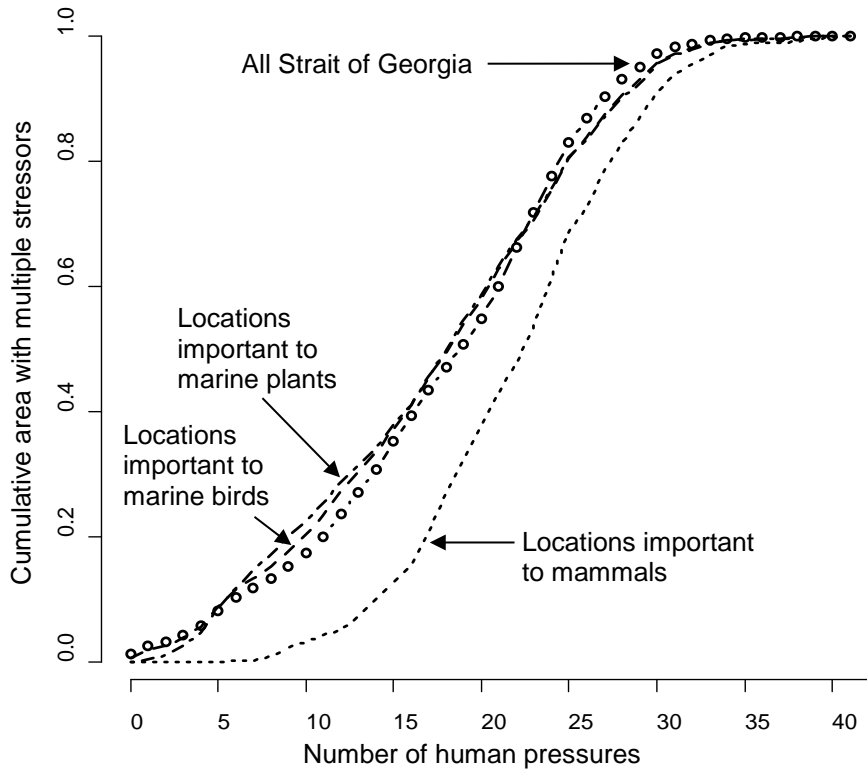 Cumulative area with multiple stressors
1.0
0.8
0.6
0.4
0.2
0.0
All Strait of Georgia
Locations
important to
marine plants
Locations
important to
marine birds
Locations important
to mammals
0 5 10 15 20 25 30 35 40
Number of human pressures